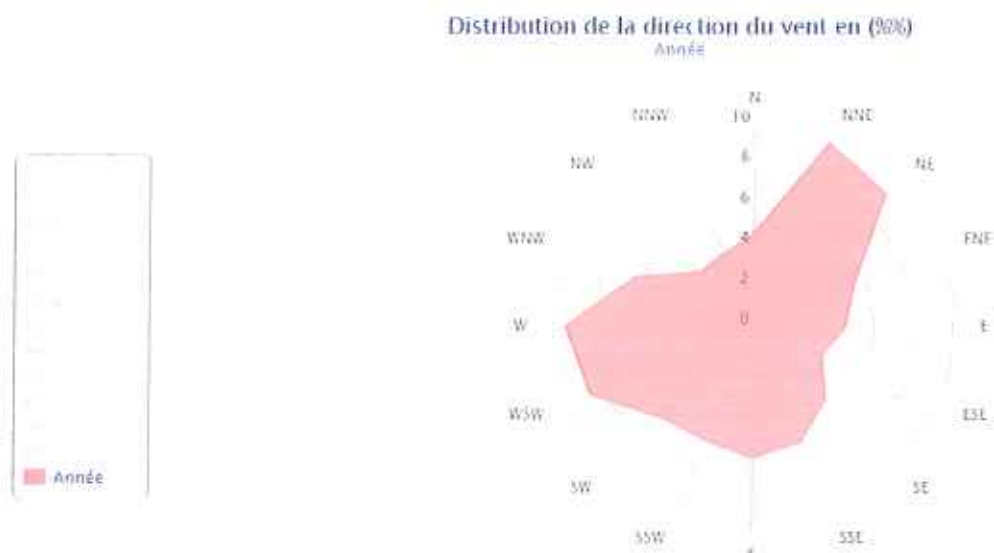 Distribution de la direction du vent en (%%)
Année
N
NNW
10
NNE
NW
8
NE
6
WNW
4
ENE
2
W
0
E
WSW
ESE
Année
SW
SE
SSW
SSE